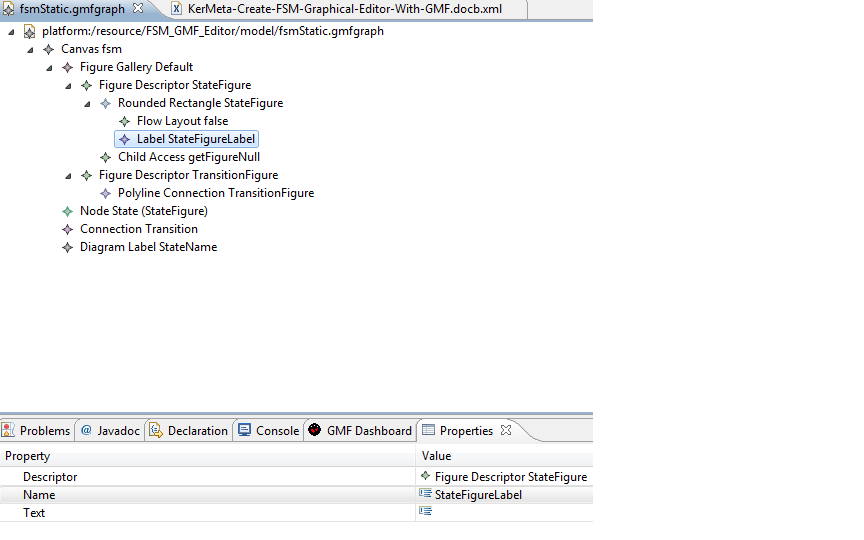 fsmStatic.gmfgraph KerMeta-Create-FSM-Graphical-Editor-With-GMF.docb.xml
platform:/resource/FSM_GMF_Editor/model/fsmStatic.gmfgraph
Canvas fsm
Figure Gallery Default
Figure Descriptor StateFigure
Rounded Rectangle StateFigure
Flow Layout false
Label StateFigureLabel
Child Access getFigureNull
Figure Descriptor TransitionFigure
Polyline Connection TransitionFigure
Node State (StateFigure)
Connection Transition
Diagram Label StateName
Problems @ Javadoc Declaration Console GMF Dashboard Properties
Property Value
Descriptor Figure Descriptor StateFigure
Name StateFigureLabel
Text